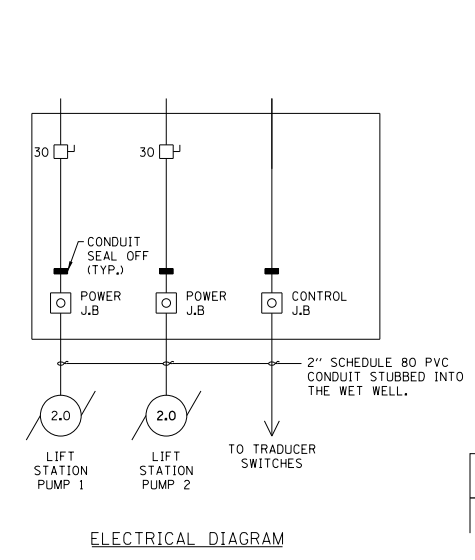 30
30
CONDUIT
SEAL OFF
(TYP.)
POWER
J.B
POWER
J.B
CONTROL
J.B
2" SCHEDULE 80 PVC
CONDUIT STUBBED INTO
THE WET WELL.
2.0
2.0
LIFT
STATION
PUMP 1
LIFT
STATION
PUMP 2
TO TRADUCER
SWITCHES
ELECTRICAL DIAGRAM